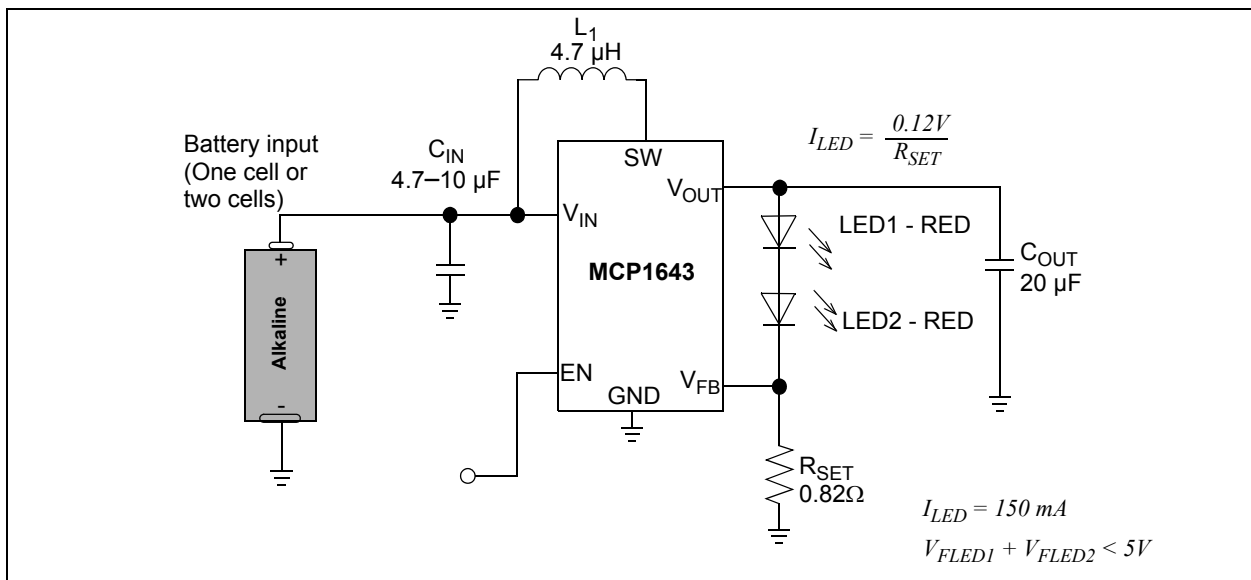 L1
4.7 µH
Battery input
(One cell or
two cells)
CIN
4.7–10 µF
SW
VIN
VOUT
MCP1643
EN
GND
VFB
+
Alkaline
-
ILED = 0.12V / RSET
LED1 - RED
LED2 - RED
COUT
20 µF
RSET
0.82Ω
ILED = 150 mA
VFLED1 + VFLED2 < 5V